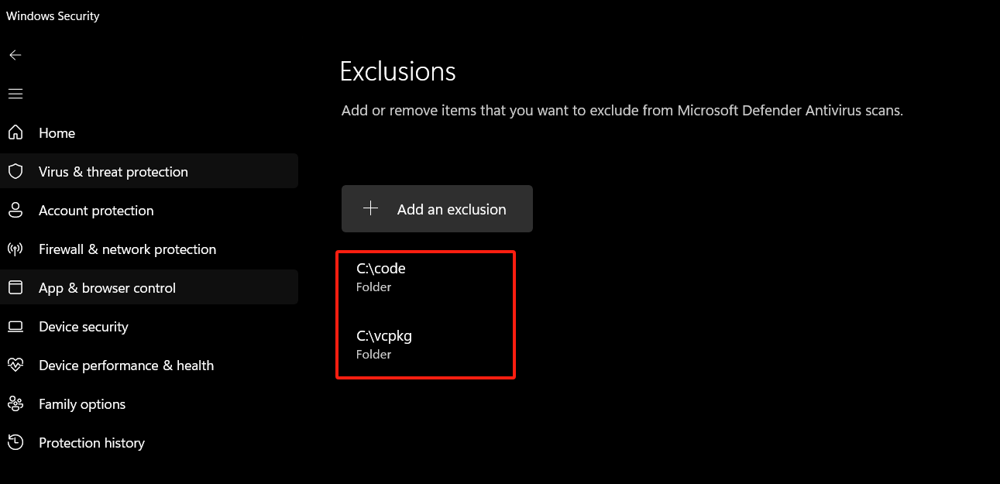 Windows Security
Home
Virus & threat protection
Account protection
Firewall & network protection
App & browser control
Device security
Device performance & health
Family options
Protection history
Exclusions
Add or remove items that you want to exclude from Microsoft Defender Antivirus scans.
Add an exclusion
C:\code
Folder
C:\vcpkg
Folder